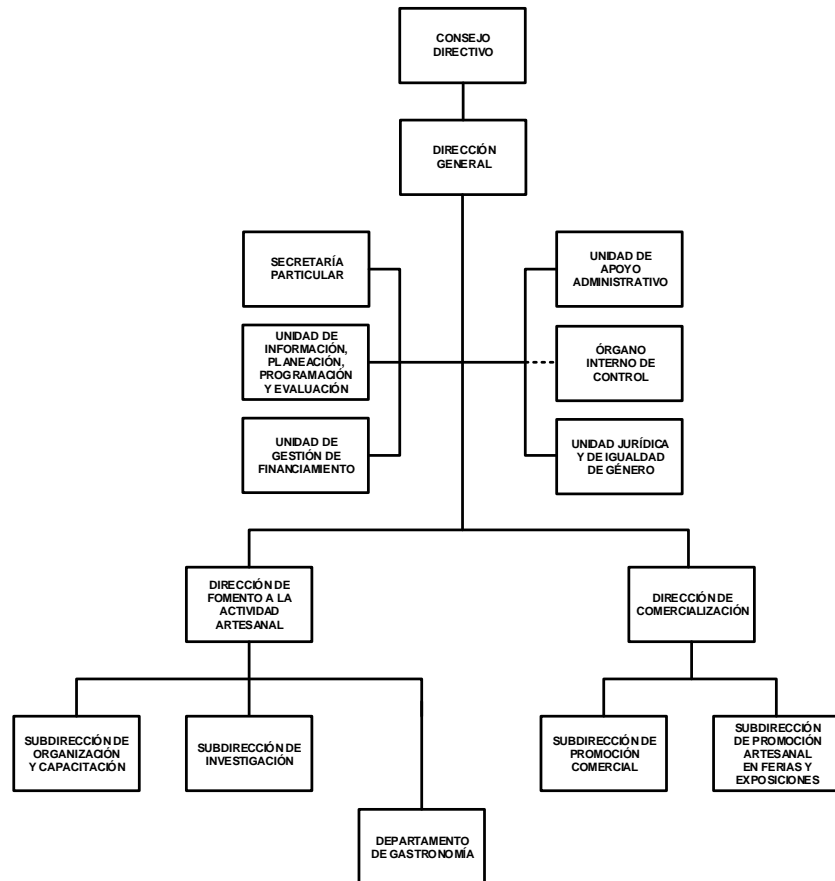 CONSEJO
DIRECTIVO
DIRECCIÓN
GENERAL
SECRETARÍA
PARTICULAR
UNIDAD DE
APOYO
ADMINISTRATIVO
UNIDAD DE
INFORMACIÓN,
PLANEACIÓN,
PROGRAMACIÓN
Y EVALUACIÓN
ÓRGANO
INTERNO DE
CONTROL
UNIDAD DE
GESTIÓN DE
FINANCIAMIENTO
UNIDAD JURÍDICA
Y DE IGUALDAD
DE GÉNERO
DIRECCIÓN DE
FOMENTO A LA
ACTIVIDAD
ARTESANAL
DIRECCIÓN DE
COMERCIALIZACIÓN
SUBDIRECCIÓN DE
ORGANIZACIÓN
Y CAPACITACIÓN
SUBDIRECCIÓN DE
INVESTIGACIÓN
SUBDIRECCIÓN DE
PROMOCIÓN
COMERCIAL
SUBDIRECCIÓN
DE PROMOCIÓN
ARTESANAL
EN FERIAS Y
EXPOSICIONES
DEPARTAMENTO
DE GASTRONOMÍA